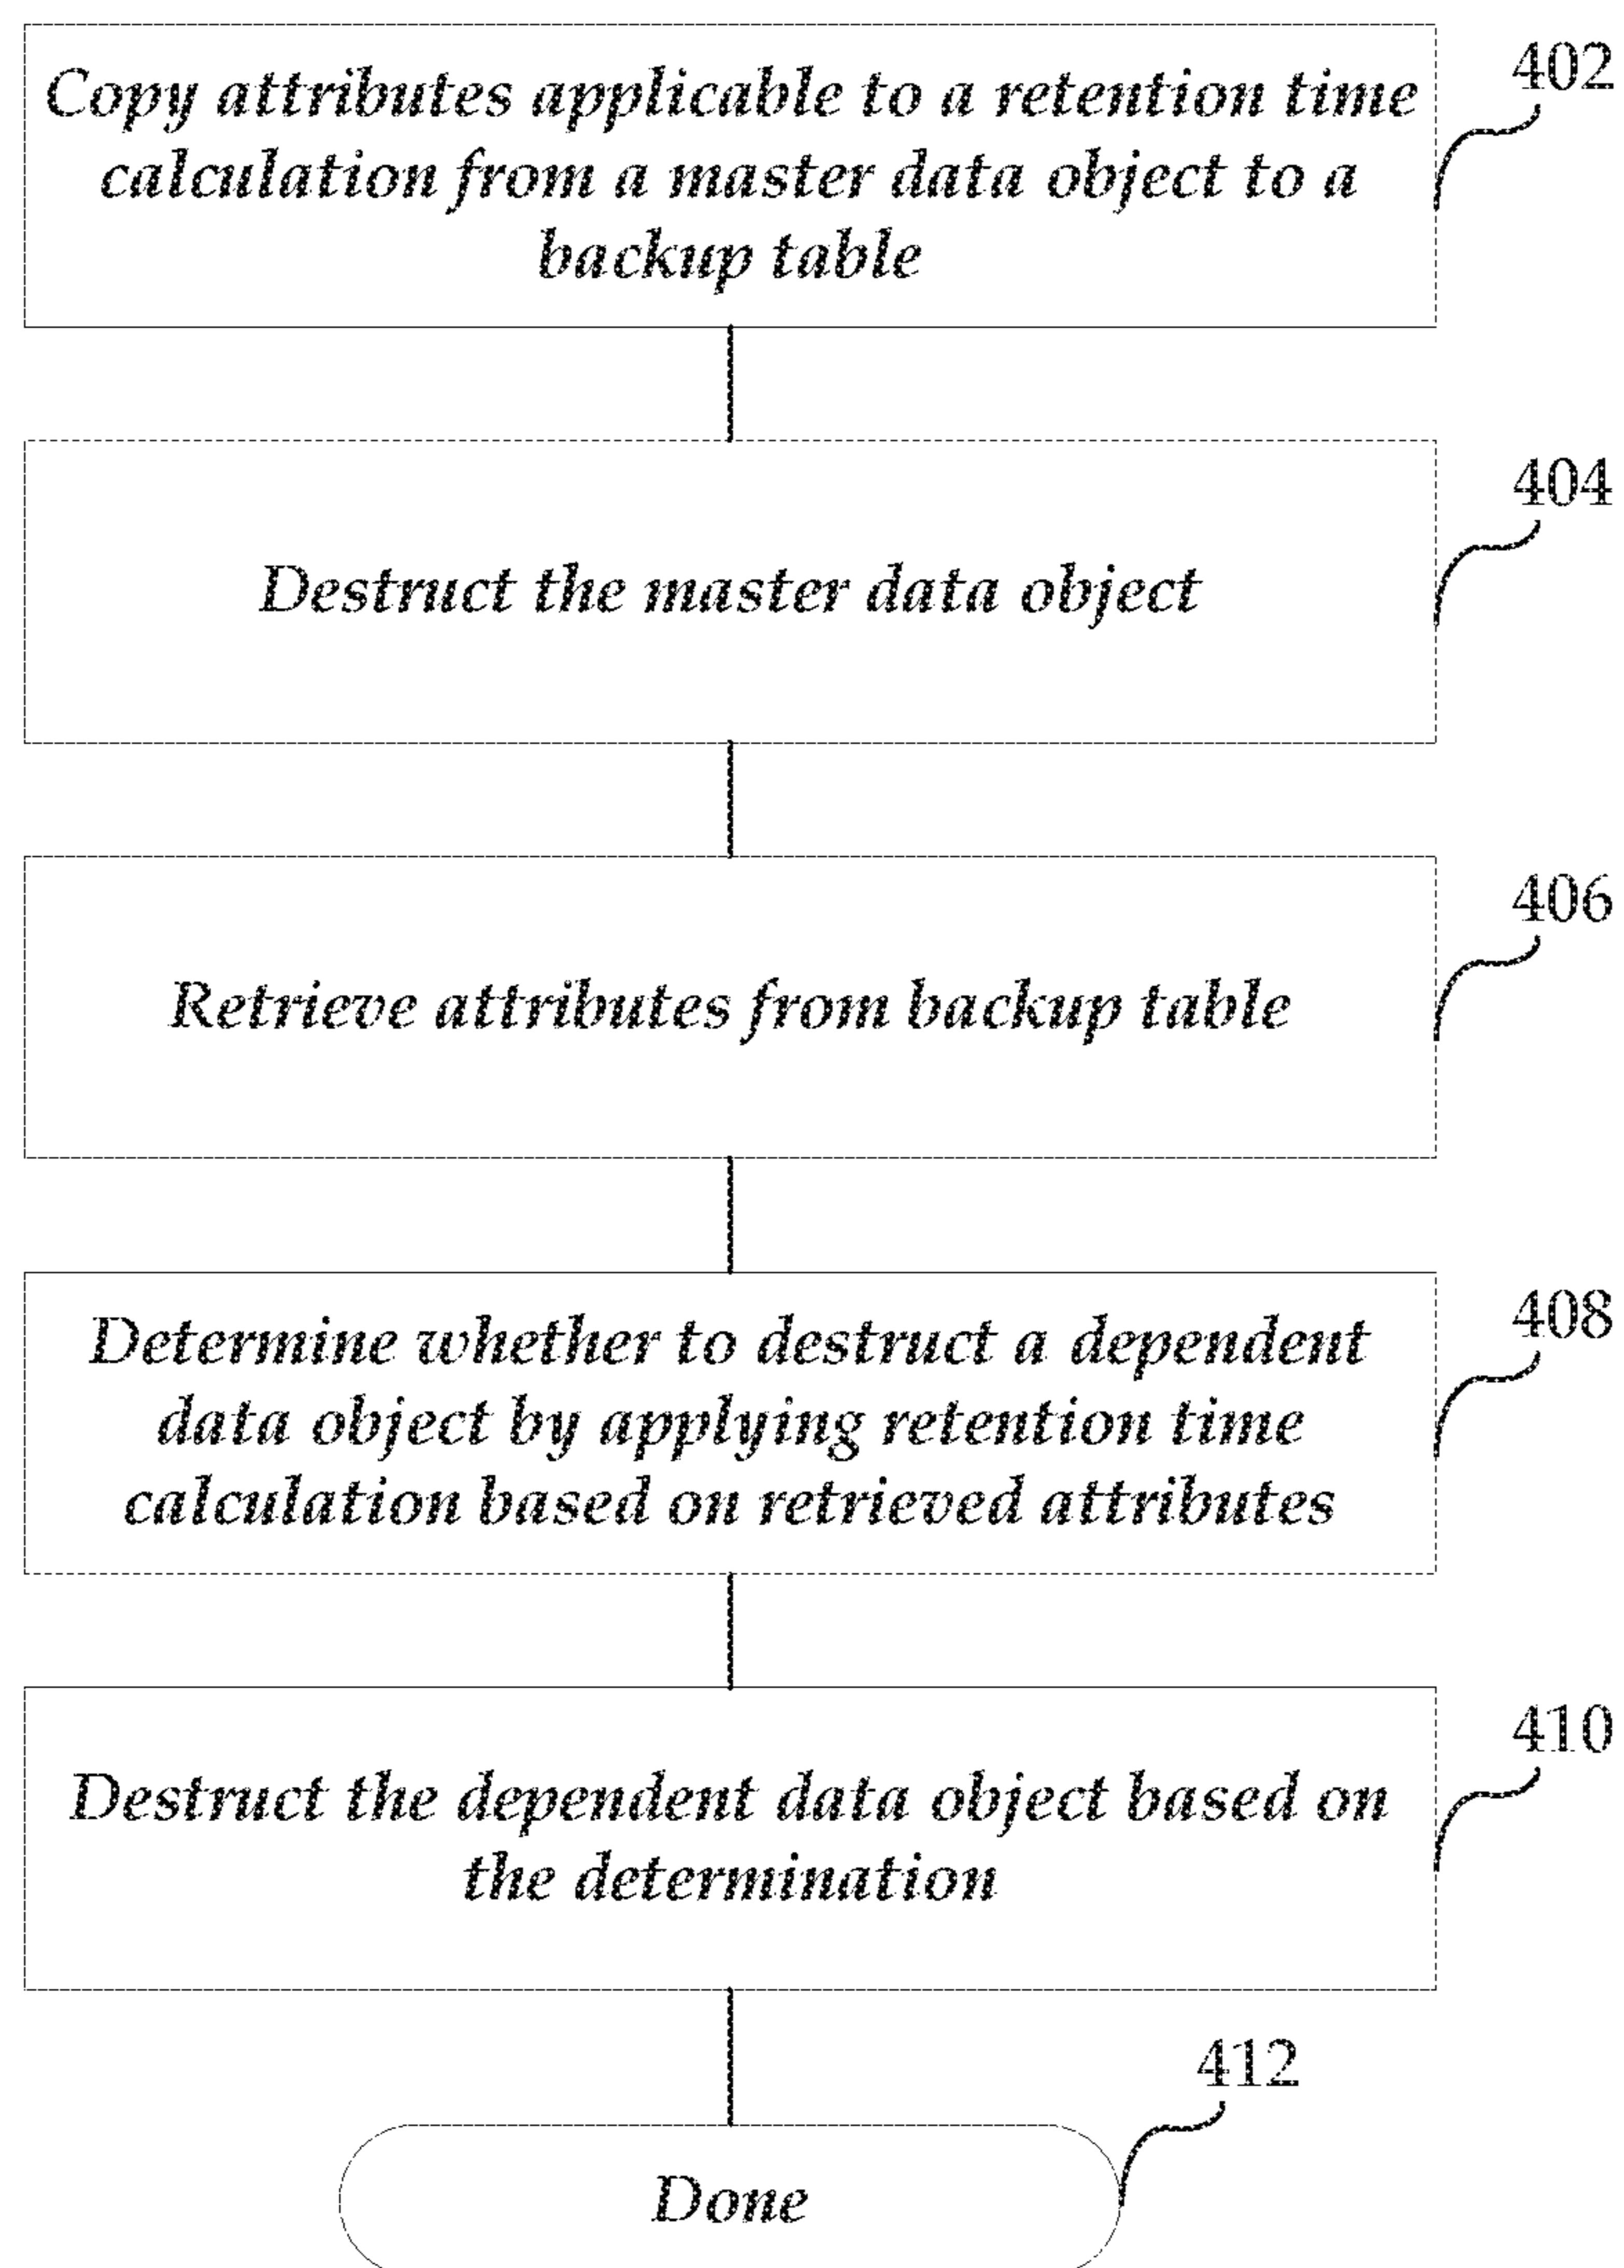 Copy attributes applicable to a retention time
calculation from a master data object to a
backup table
402
Destruct the master data object
404
Retrieve attributes from backup table
406
Determine whether to destruct a dependent
data object by applying retention time
calculation based on retrieved attributes
408
Destruct the dependent data object based on
the determination
410
Done
412